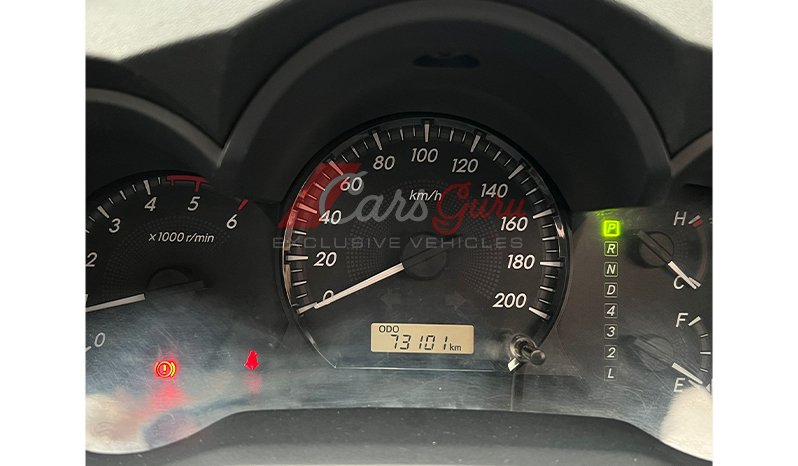 1
2
3
4
5
6
x1000 r/min
0
0
20
40
60
80
100
120
140
160
180
200
km/h
Cars Guru
EXCLUSIVE VEHICLES
ODO
73101 km
P
R
N
D
4
3
2
L
H
C
F
E